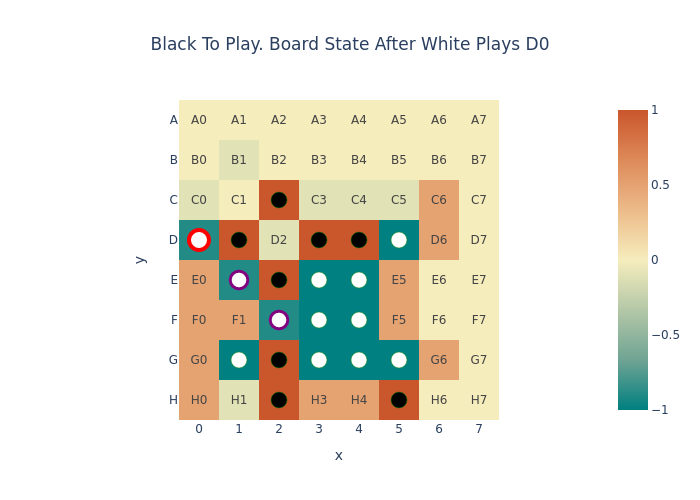 Black To Play. Board State After White Plays D0
A A0 A1 A2 A3 A4 A5 A6 A7
B B0 B1 B2 B3 B4 B5 B6 B7
C C0 C1 C3 C4 C5 C6 C7
D D2 D6 D7
E E0 E5 E6 E7
F F0 F1 F5 F6 F7
G G0 G6 G7
H H0 H1 H3 H4 H6 H7
0 1 2 3 4 5 6 7
x
y
1
0.5
0
−0.5
−1